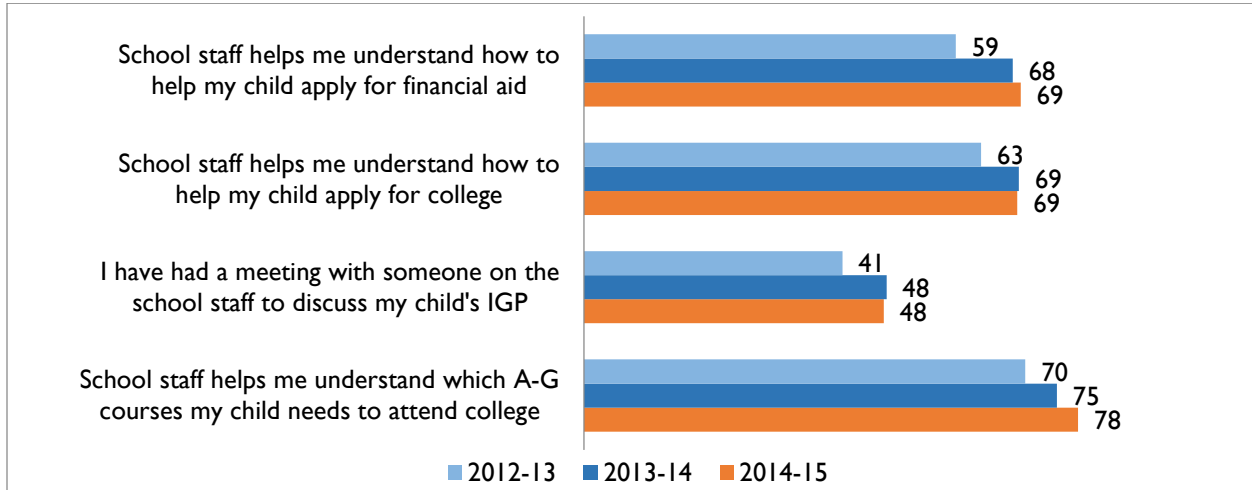 School staff helps me understand how to
help my child apply for financial aid
59
68
69
School staff helps me understand how to
help my child apply for college
63
69
69
I have had a meeting with someone on the
school staff to discuss my child's IGP
41
48
48
School staff helps me understand which A-G
courses my child needs to attend college
70
75
78
2012-13 2013-14 2014-15